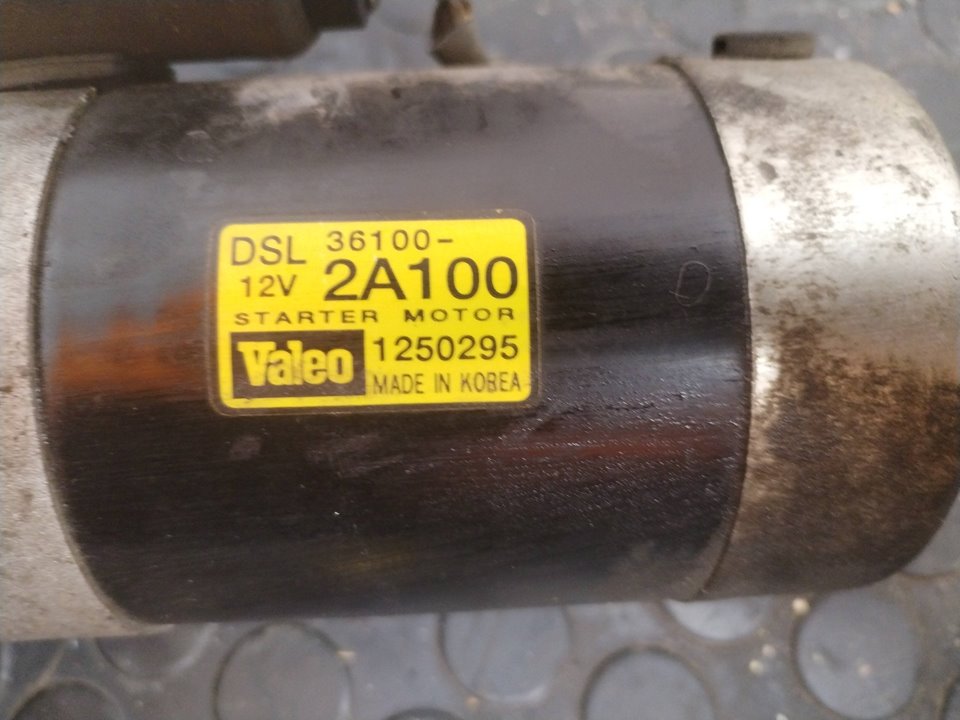 DSL 36100-
12V 2A100
STARTER MOTOR
Valeo 1250295
MADE IN KOREA